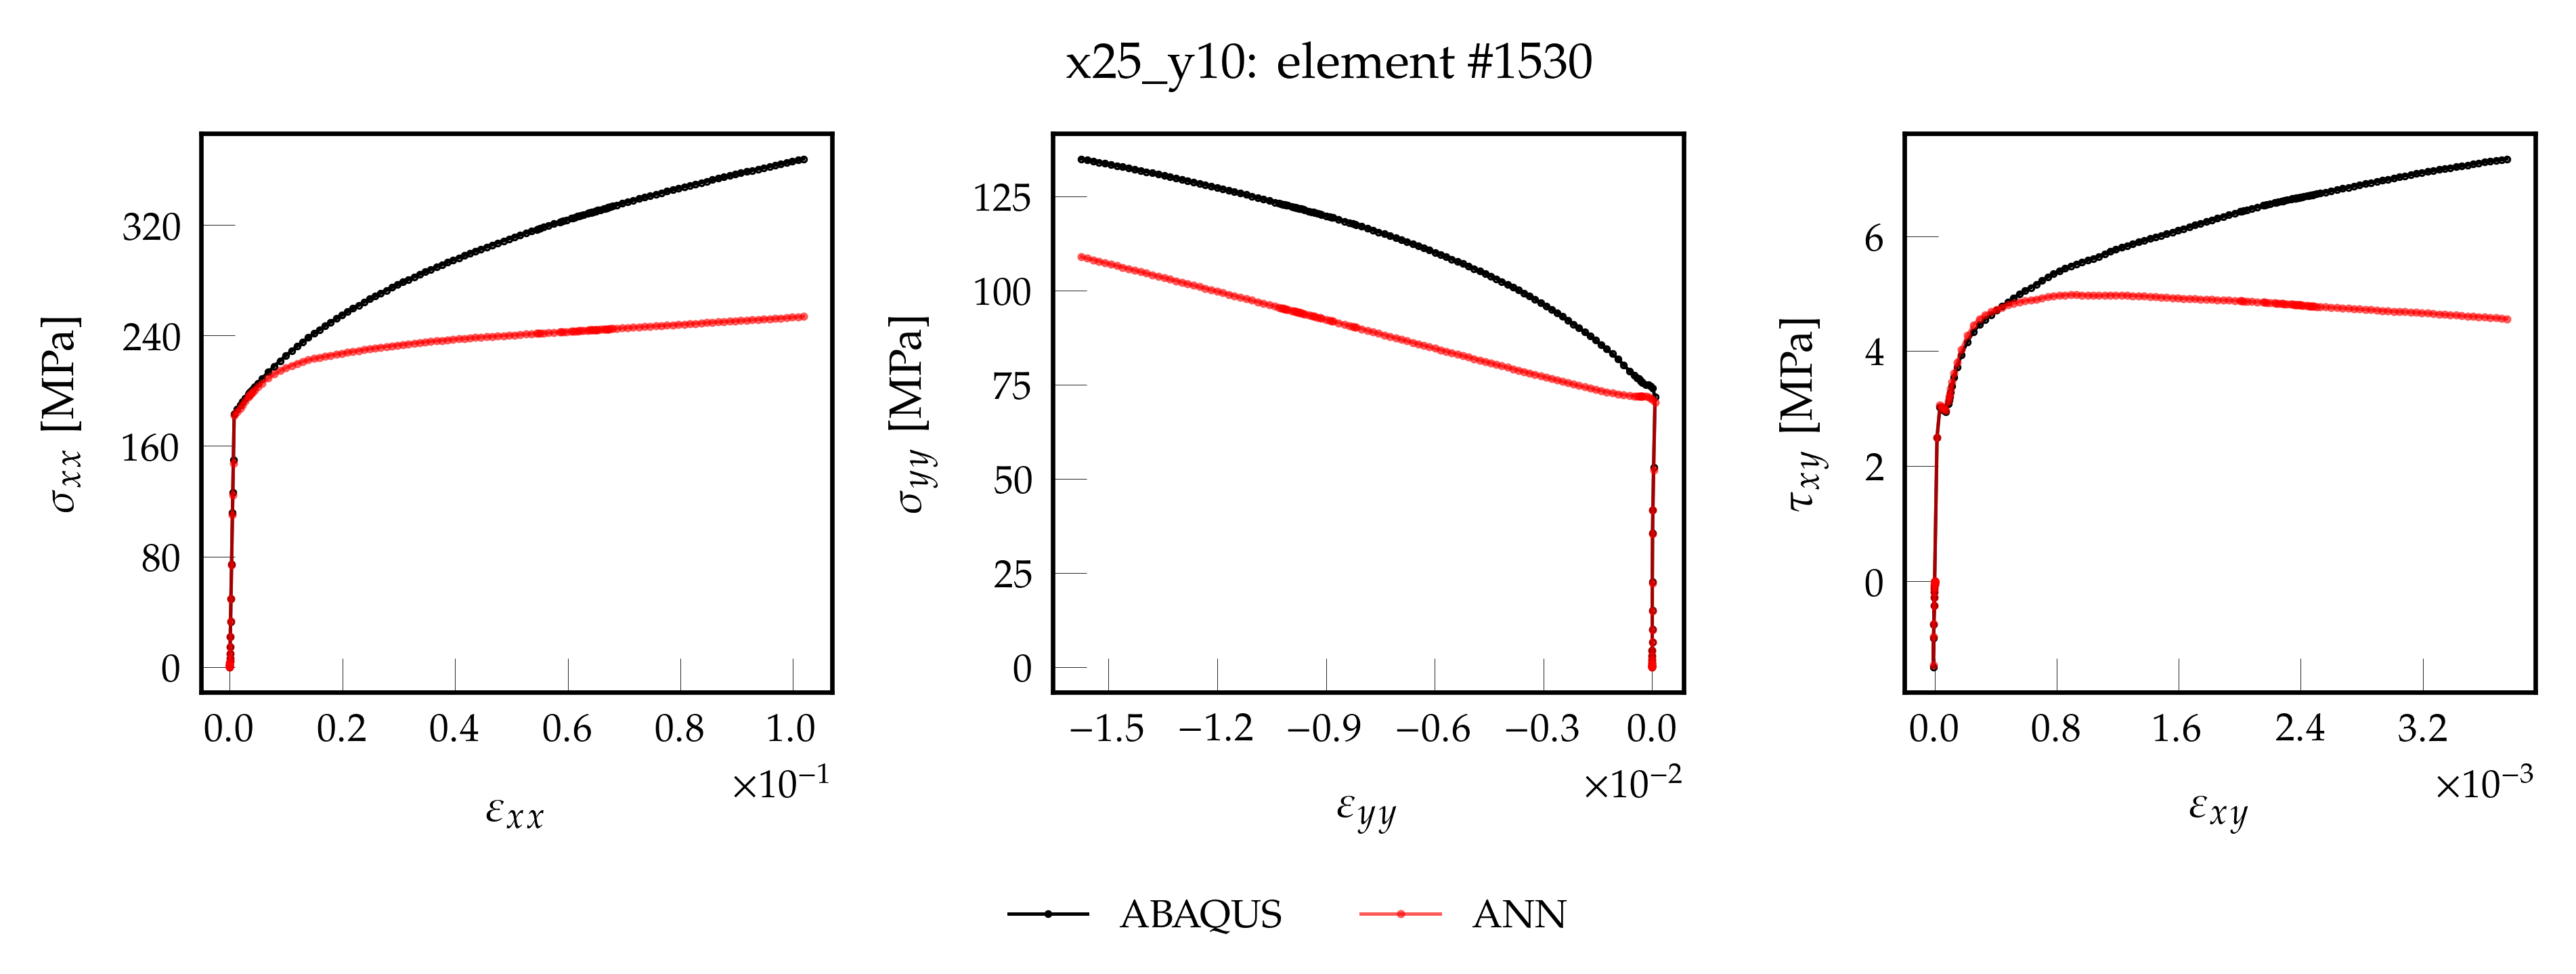 x25_y10: element #1530
σxx [MPa]
320
240
160
80
0
0.0 0.2 0.4 0.6 0.8 1.0
×10⁻¹
εxx
σyy [MPa]
125
100
75
50
25
0
−1.5 −1.2 −0.9 −0.6 −0.3 0.0
×10⁻²
εyy
τxy [MPa]
6
4
2
0
0.0 0.8 1.6 2.4 3.2
×10⁻³
εxy
ABAQUS ANN